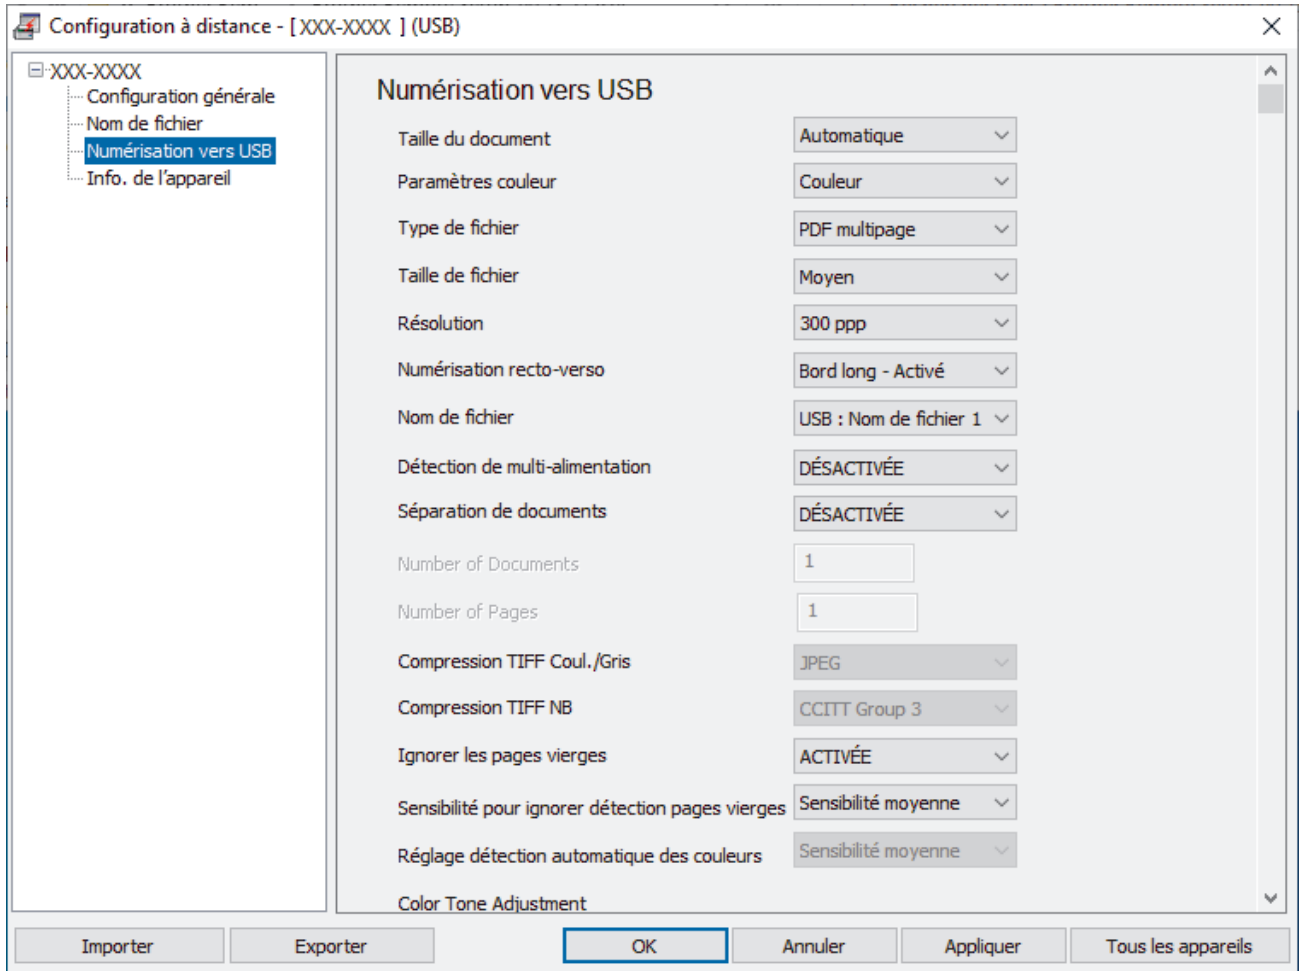 Configuration à distance - [ XXX-XXXX ] (USB)
XXX-XXXX
Configuration générale
Nom de fichier
Numérisation vers USB
Info. de l'appareil
Numérisation vers USB
Taille du document Automatique
Paramètres couleur Couleur
Type de fichier PDF multipage
Taille de fichier Moyen
Résolution 300 ppp
Numérisation recto-verso Bord long - Activé
Nom de fichier USB : Nom de fichier 1
Détection de multi-alimentation DÉSACTIVÉE
Séparation de documents DÉSACTIVÉE
Number of Documents 1
Number of Pages 1
Compression TIFF Coul./Gris JPEG
Compression TIFF NB CCITT Group 3
Ignorer les pages vierges ACTIVÉE
Sensibilité pour ignorer détection pages vierges Sensibilité moyenne
Réglage détection automatique des couleurs Sensibilité moyenne
Color Tone Adjustment
Importer Exporter OK Annuler Appliquer Tous les appareils